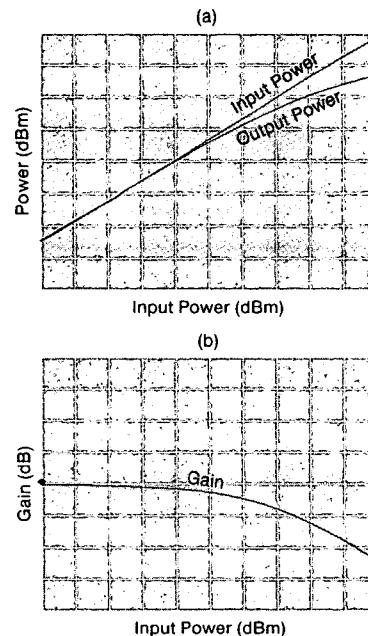 (a)
Power (dBm)
Input Power
Output Power
Input Power (dBm)
(b)
Gain (dB)
Gain
Input Power (dBm)